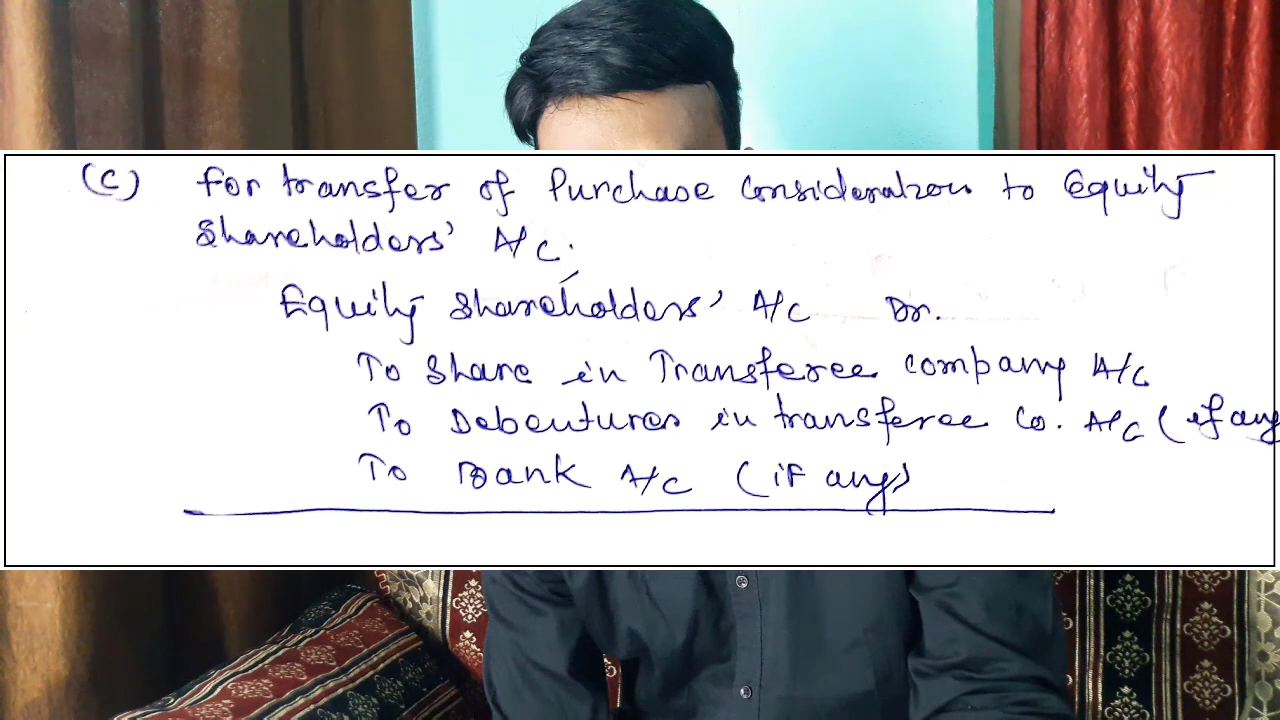 (C) For transfer of Purchase Consideration to Equity
Shareholders' A/C.
Equity Shareholders' A/C Dr.
To Share in Transferee company A/C
To Debentures in transferee Co. A/C (if any
To Bank A/C (if any)